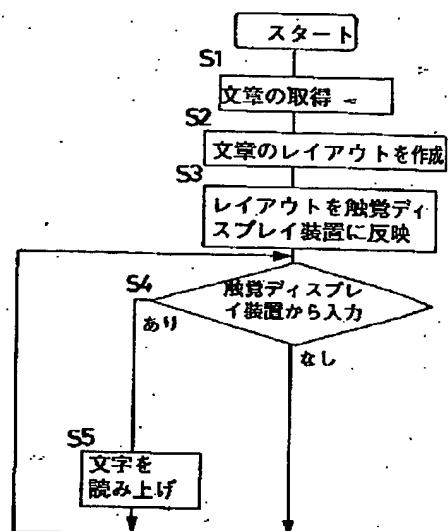 スタート
S1
文章の取得
S2
文章のレイアウトを作成
S3
レイアウトを触覚ディ
スプレイ装置に反映
S4
触覚ディスプレ
イ装置から入力
あり
なし
S5
文字を
読み上げ